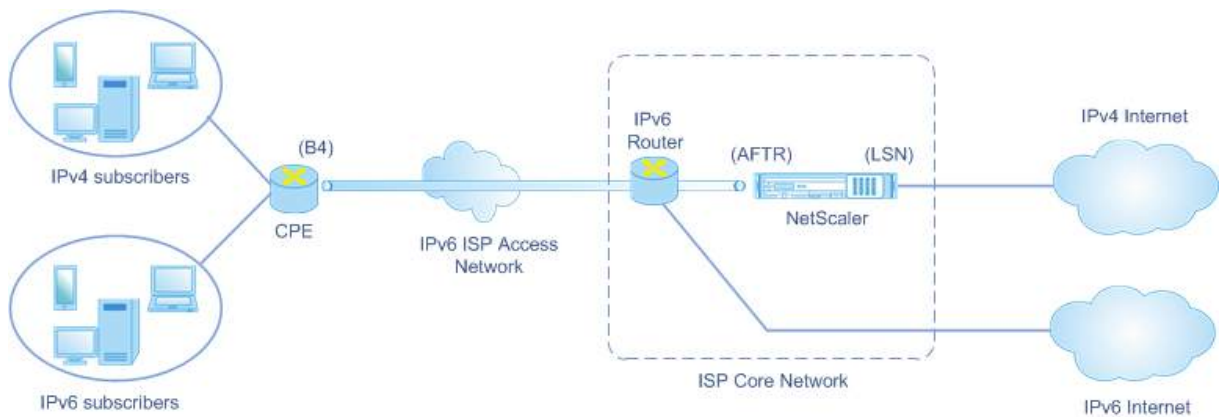 IPv4 subscribers
(B4)
CPE
IPv6 ISP Access
Network
IPv6
Router
(AFTR)
(LSN)
NetScaler
IPv4 Internet
ISP Core Network
IPv6 subscribers
IPv6 Internet